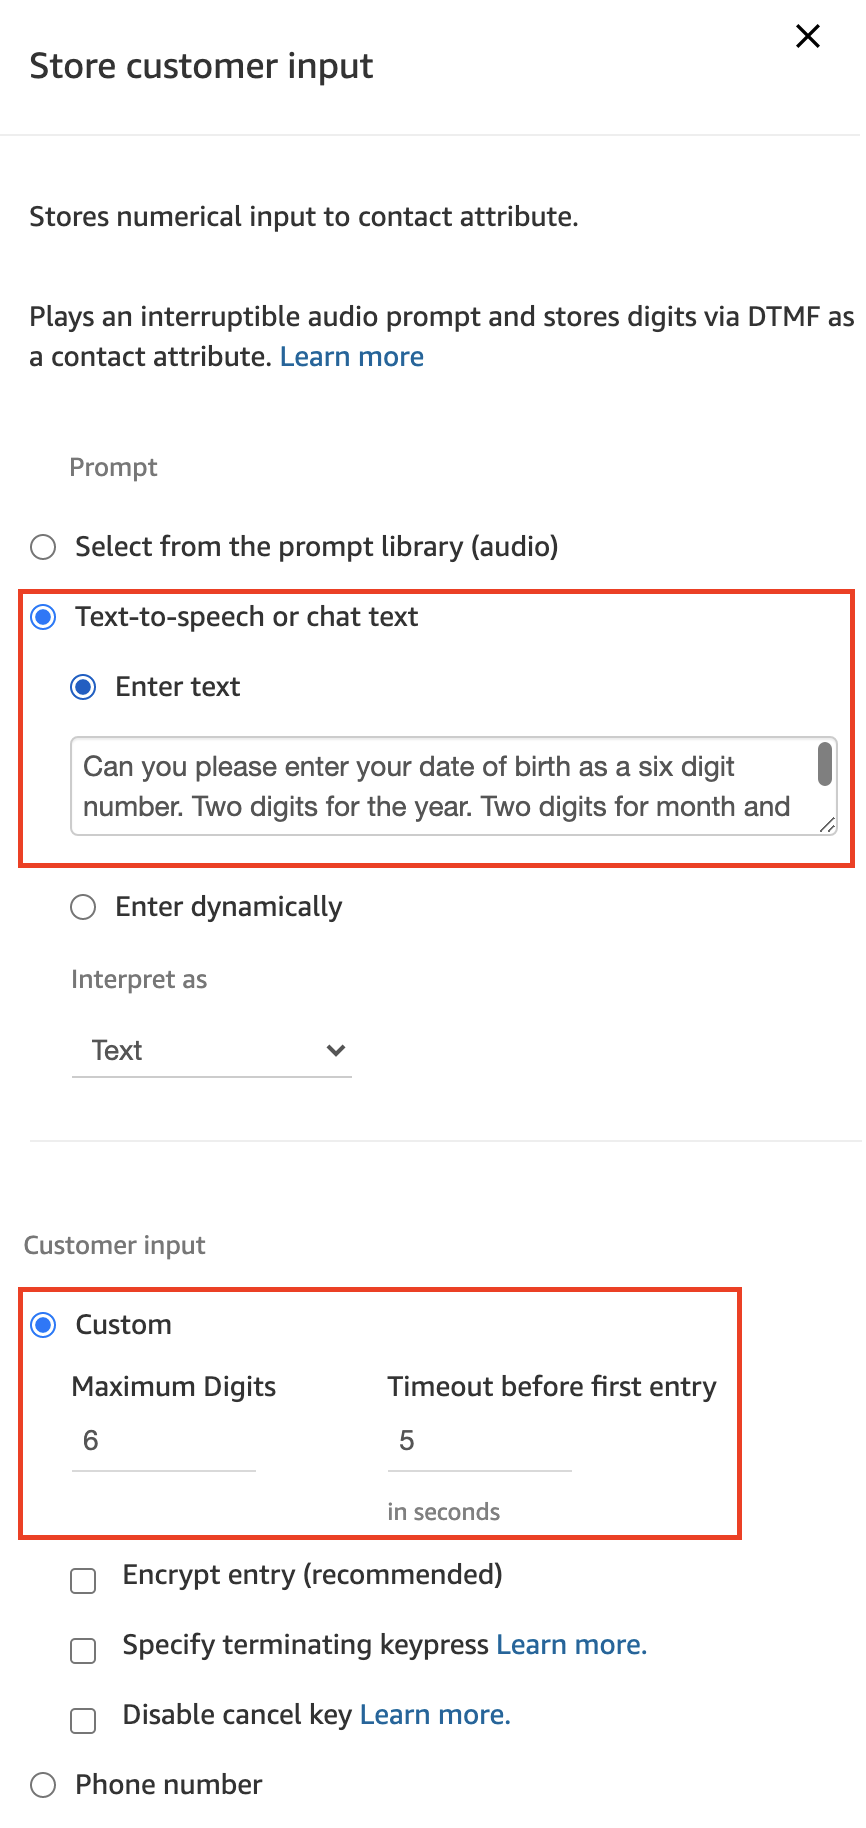 Store customer input
Stores numerical input to contact attribute.
Plays an interruptible audio prompt and stores digits via DTMF as
a contact attribute. Learn more
Prompt
Select from the prompt library (audio)
Text-to-speech or chat text
Enter text
Can you please enter your date of birth as a six digit
number. Two digits for the year. Two digits for month and
Enter dynamically
Interpret as
Text
Customer input
Custom
Maximum Digits Timeout before first entry
6 5
in seconds
Encrypt entry (recommended)
Specify terminating keypress Learn more.
Disable cancel key Learn more.
Phone number